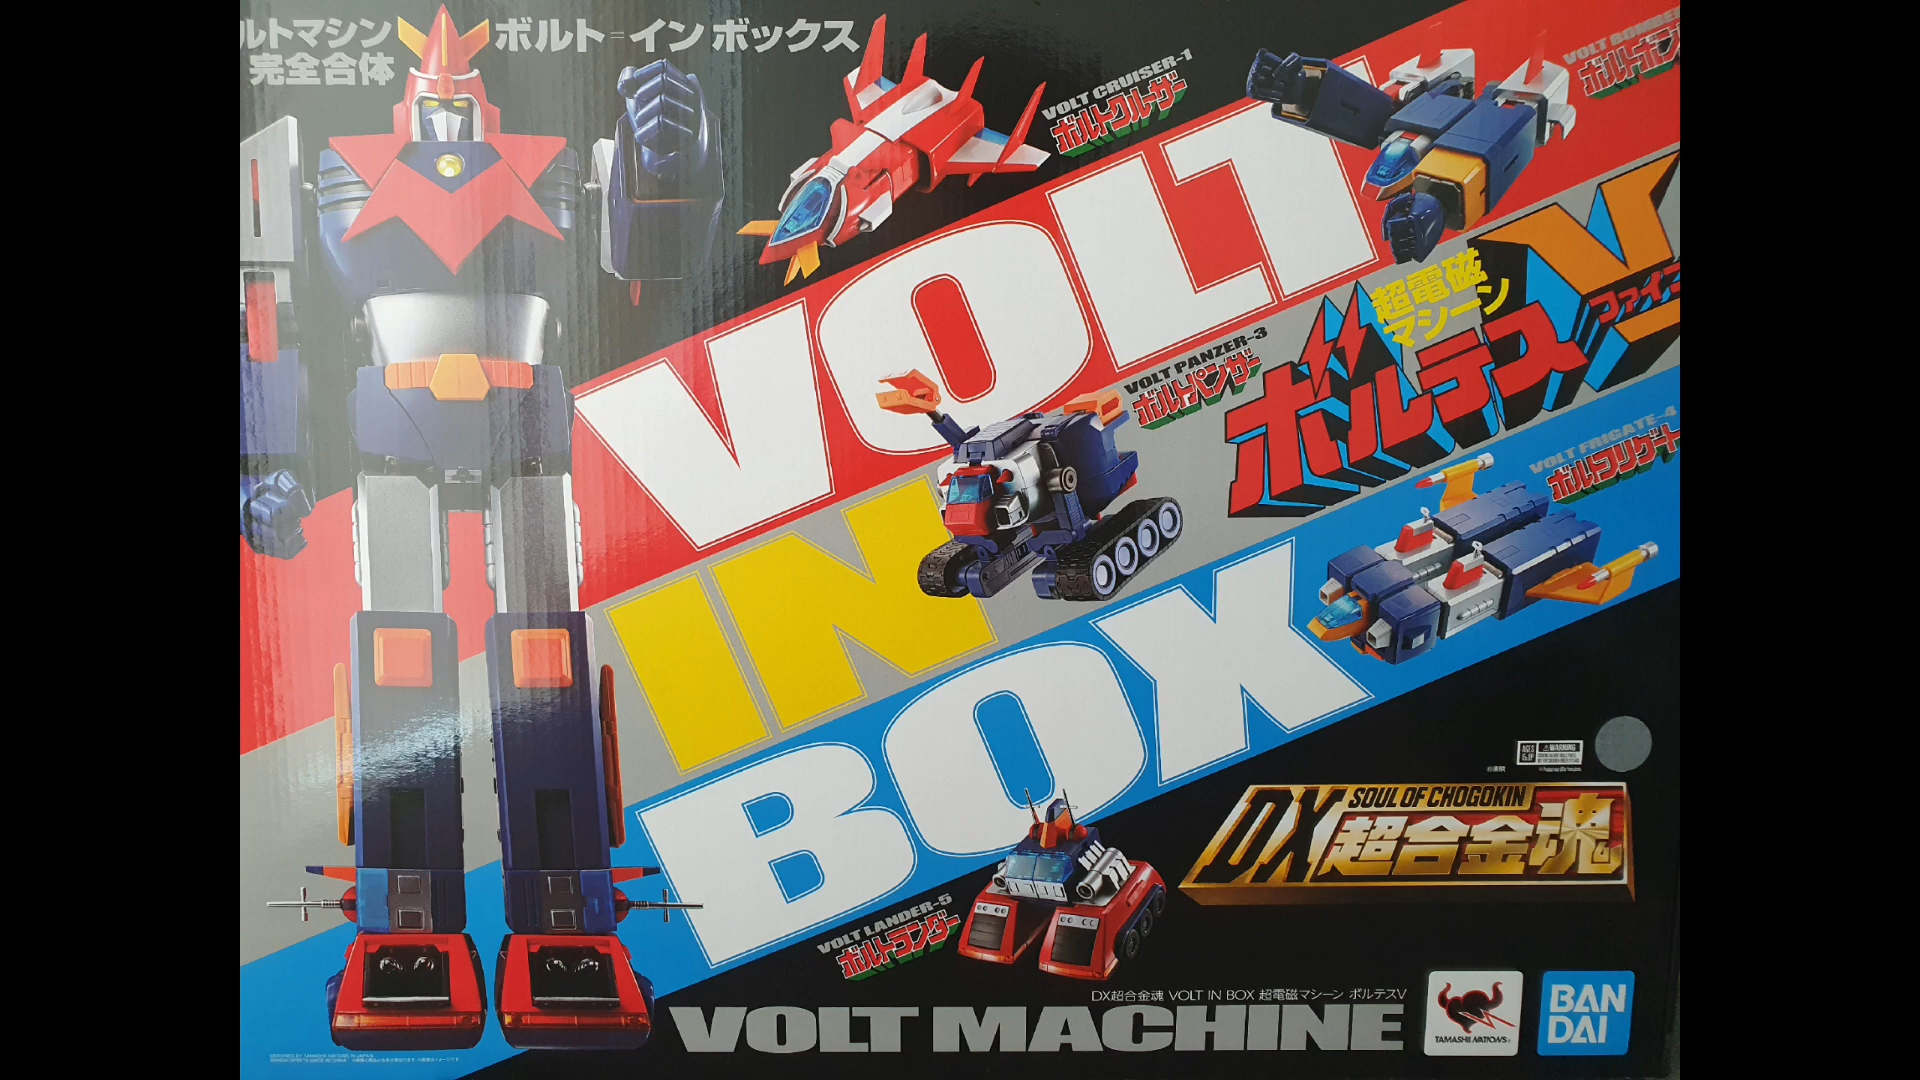 ルトマシン
完全合体
ボルト=イン ボックス
VOLT CRUISER-1
ボルトクルーザー
VOLT BOMBE
ボルトボン
VOLT
IN
BOX
超電磁
マシーン
ボルテス
V
ファイブ
VOLT PANZER-3
ボルトパンザー
VOLT FRIGATE-4
ボルトフリゲート
VOLT LANDER-5
ボルトランダー
WARNING
DX
SOUL OF CHOGOKIN
超合金魂
DX超合金魂 VOLT IN BOX 超電磁マシーン ボルテスV
VOLT MACHINE
TAMASHII NATIONS
BAN
DAI